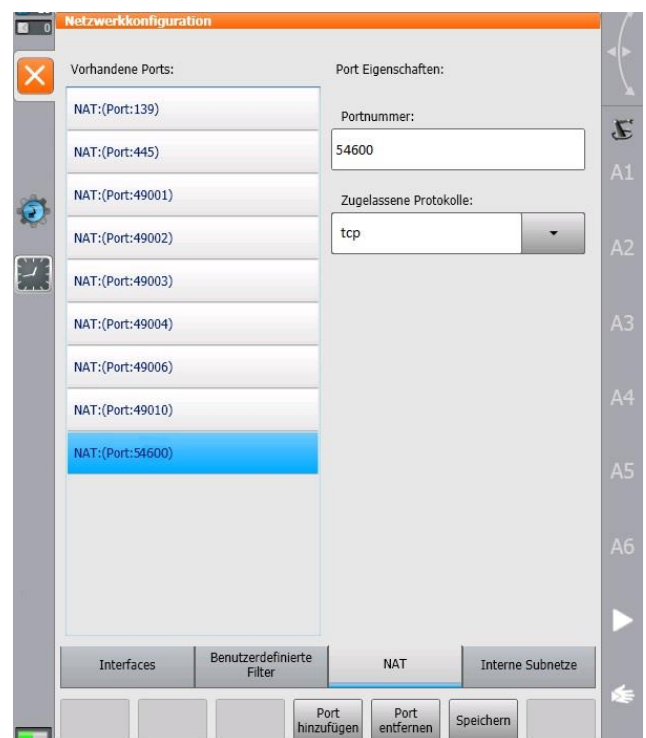 0
Netzwerkkonfiguration
Vorhandene Ports:
NAT:(Port:139)
NAT:(Port:445)
NAT:(Port:49001)
NAT:(Port:49002)
NAT:(Port:49003)
NAT:(Port:49004)
NAT:(Port:49006)
NAT:(Port:49010)
NAT:(Port:54600)
Port Eigenschaften:
Portnummer:
54600
Zugelassene Protokolle:
tcp
A1
A2
A3
A4
A5
A6
Interfaces
Benutzerdefinierte
Filter
NAT
Interne Subnetze
Port
hinzufügen
Port
entfernen
Speichern